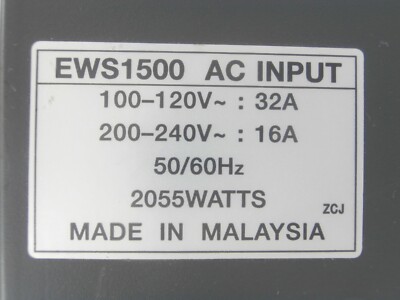 EWS1500 AC INPUT
100–120V~ : 32A
200–240V~ : 16A
50/60Hz
2055WATTS
ZCJ
MADE IN MALAYSIA